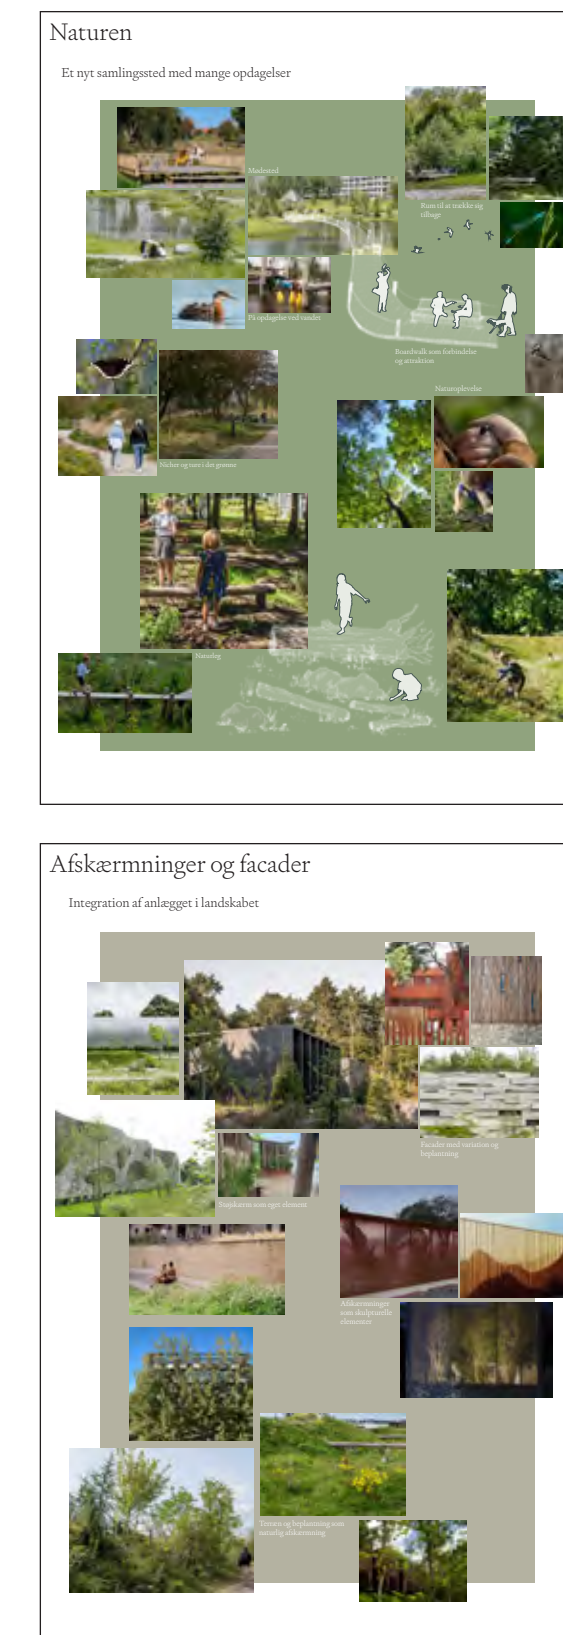 Naturen
Et nyt samlingssted med mange opdagelser
Mødested
Rum til at trække sig
tilbage
På opdagelse ved vandet
Boardwalk som forbindelse
og attraktion
Naturoplevelse
Nicher og ture i det grønne
Naturleg
Afskærmninger og facader
Integration af anlægget i landskabet
Facader med variation og
beplantning
Støjskærm som eget element
Afskærmninger
som skulpturelle
elementer
Terræn og beplantning som
naturlig afskærmning